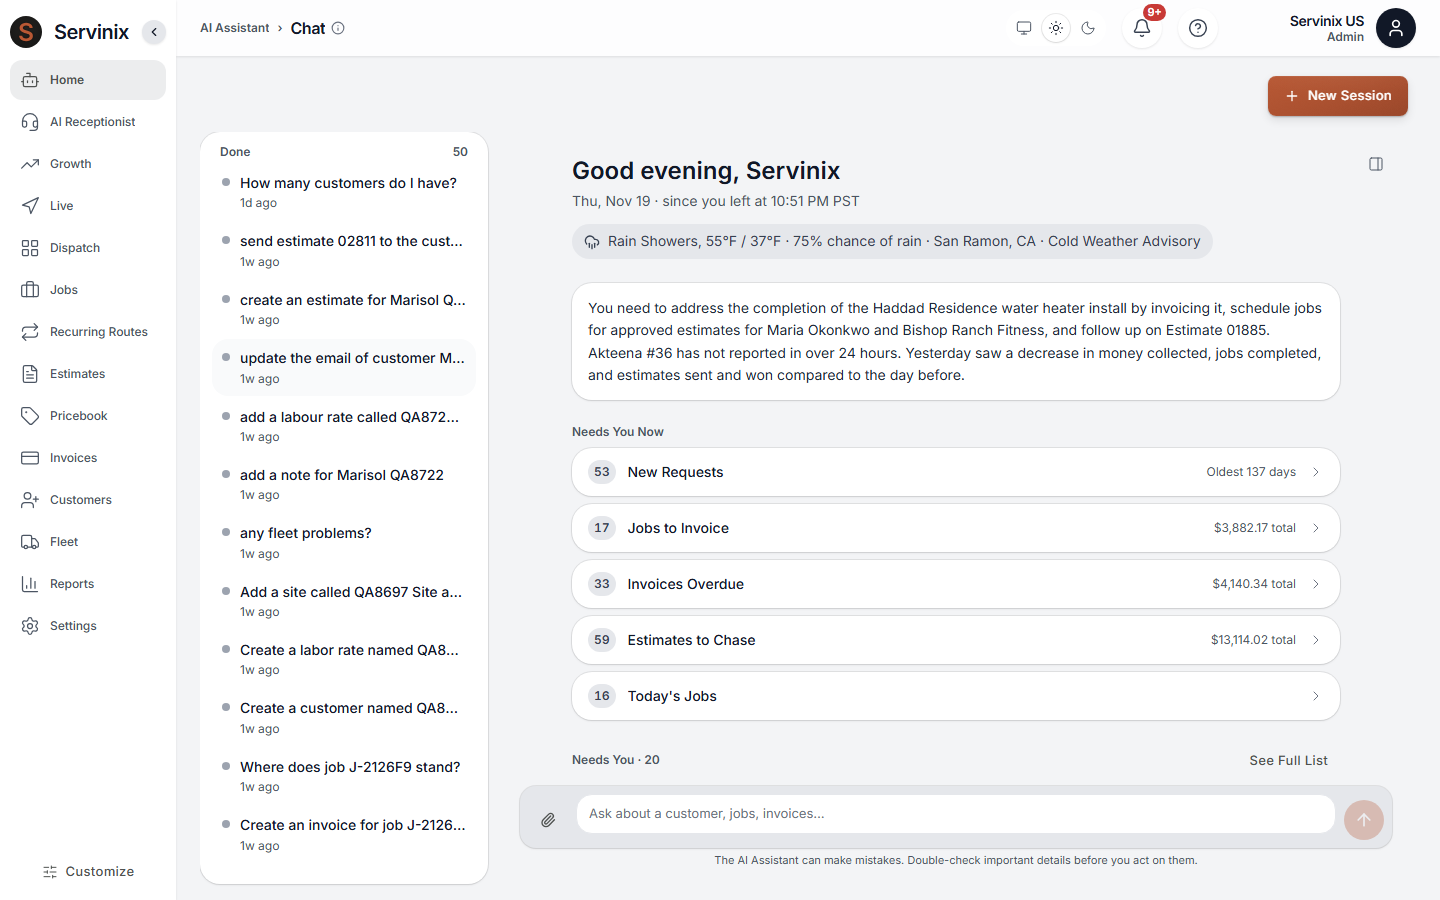 Servinix
Home
AI Receptionist
Growth
Live
Dispatch
Jobs
Recurring Routes
Estimates
Pricebook
Invoices
Customers
Fleet
Reports
Settings
Customize
AI Assistant › Chat
9+
Servinix US
Admin
+ New Session
Done 50
How many customers do I have?
1d ago
send estimate 02811 to the cust...
1w ago
create an estimate for Marisol Q...
1w ago
update the email of customer M...
1w ago
add a labour rate called QA872...
1w ago
add a note for Marisol QA8722
1w ago
any fleet problems?
1w ago
Add a site called QA8697 Site a...
1w ago
Create a labor rate named QA8...
1w ago
Create a customer named QA8...
1w ago
Where does job J-2126F9 stand?
1w ago
Create an invoice for job J-2126...
1w ago
Good evening, Servinix
Thu, Nov 19 · since you left at 10:51 PM PST
Rain Showers, 55°F / 37°F · 75% chance of rain · San Ramon, CA · Cold Weather Advisory
You need to address the completion of the Haddad Residence water heater install by invoicing it, schedule jobs
for approved estimates for Maria Okonkwo and Bishop Ranch Fitness, and follow up on Estimate 01885.
Akteena #36 has not reported in over 24 hours. Yesterday saw a decrease in money collected, jobs completed,
and estimates sent and won compared to the day before.
Needs You Now
53 New Requests Oldest 137 days
17 Jobs to Invoice $3,882.17 total
33 Invoices Overdue $4,140.34 total
59 Estimates to Chase $13,114.02 total
16 Today's Jobs
Needs You · 20 See Full List
Ask about a customer, jobs, invoices...
The AI Assistant can make mistakes. Double-check important details before you act on them.